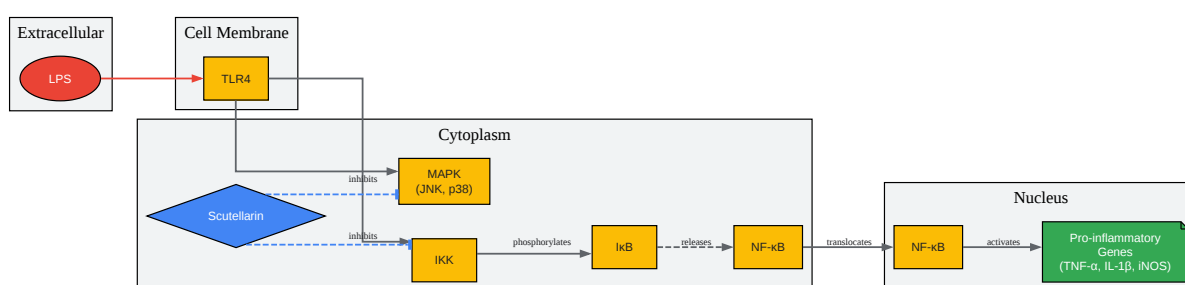 Extracellular
LPS
Cell Membrane
TLR4
Cytoplasm
MAPK
(JNK, p38)
inhibits
Scutellarin
inhibits
IKK
phosphorylates
IκB
releases
NF-κB
translocates
Nucleus
NF-κB
activates
Pro-inflammatory
Genes
(TNF-α, IL-1β, iNOS)